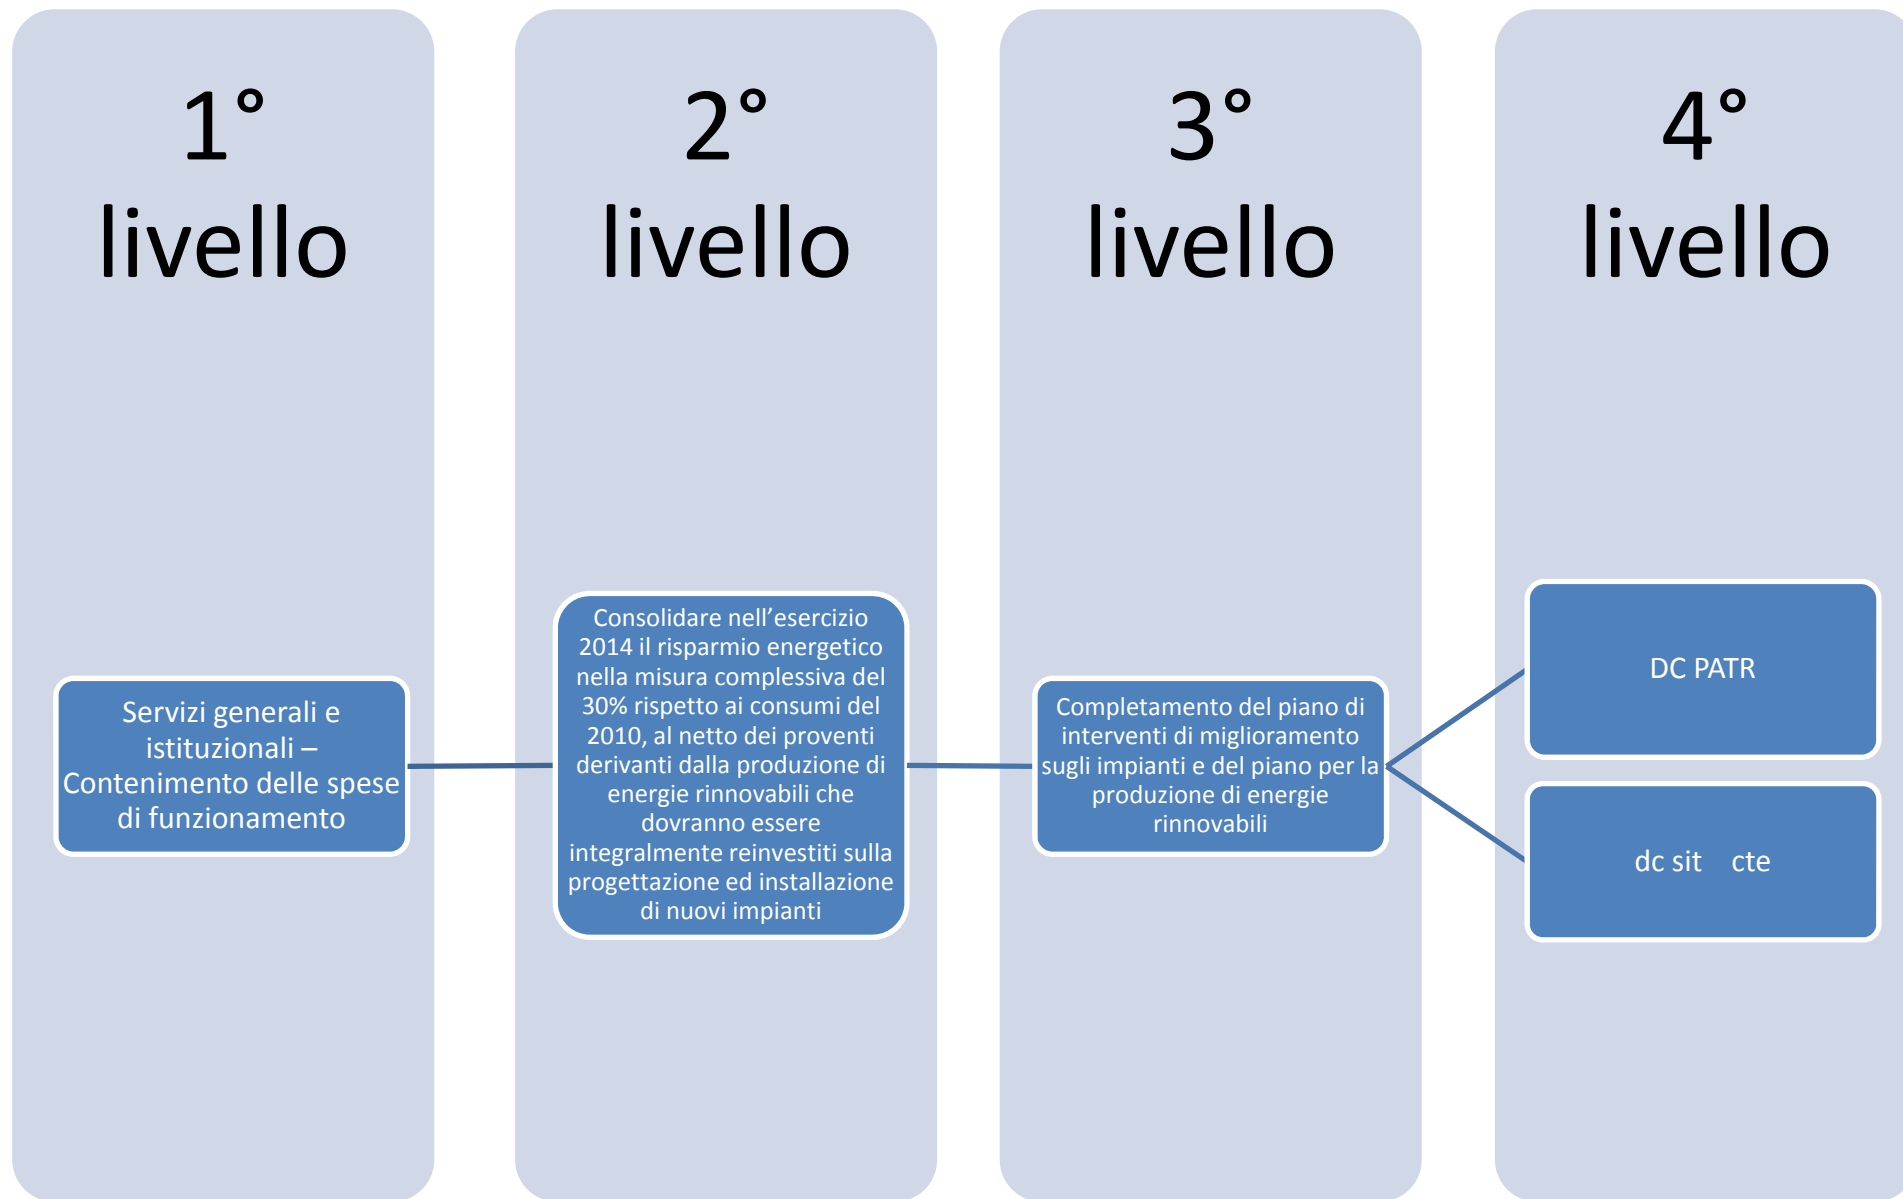 1°
livello
2°
livello
3°
livello
4°
livello
Servizi generali e
istituzionali –
Contenimento delle spese
di funzionamento
Consolidare nell’esercizio
2014 il risparmio energetico
nella misura complessiva del
30% rispetto ai consumi del
2010, al netto dei proventi
derivanti dalla produzione di
energie rinnovabili che
dovranno essere
integralmente reinvestiti sulla
progettazione ed installazione
di nuovi impianti
Completamento del piano di
interventi di miglioramento
sugli impianti e del piano per la
produzione di energie
rinnovabili
DC PATR
dc sit cte